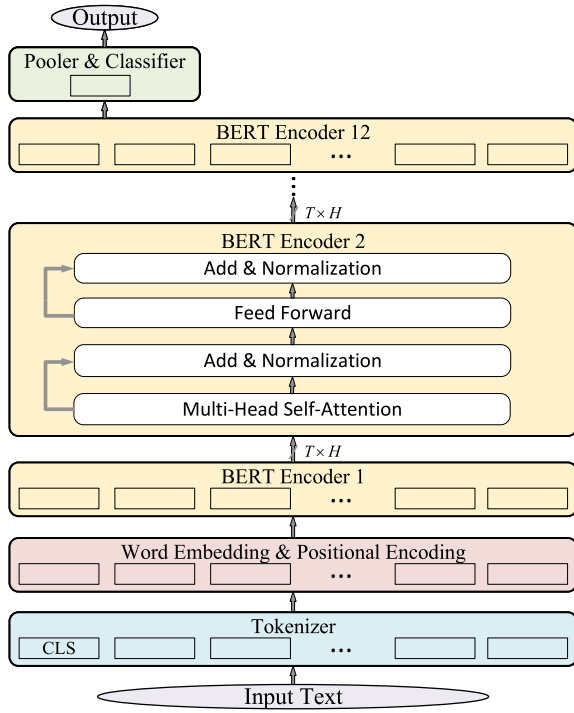 Output
Pooler & Classifier
BERT Encoder 12
...
T × H
BERT Encoder 2
Add & Normalization
Feed Forward
Add & Normalization
Multi-Head Self-Attention
T × H
BERT Encoder 1
...
Word Embedding & Positional Encoding
...
Tokenizer
CLS ...
Input Text